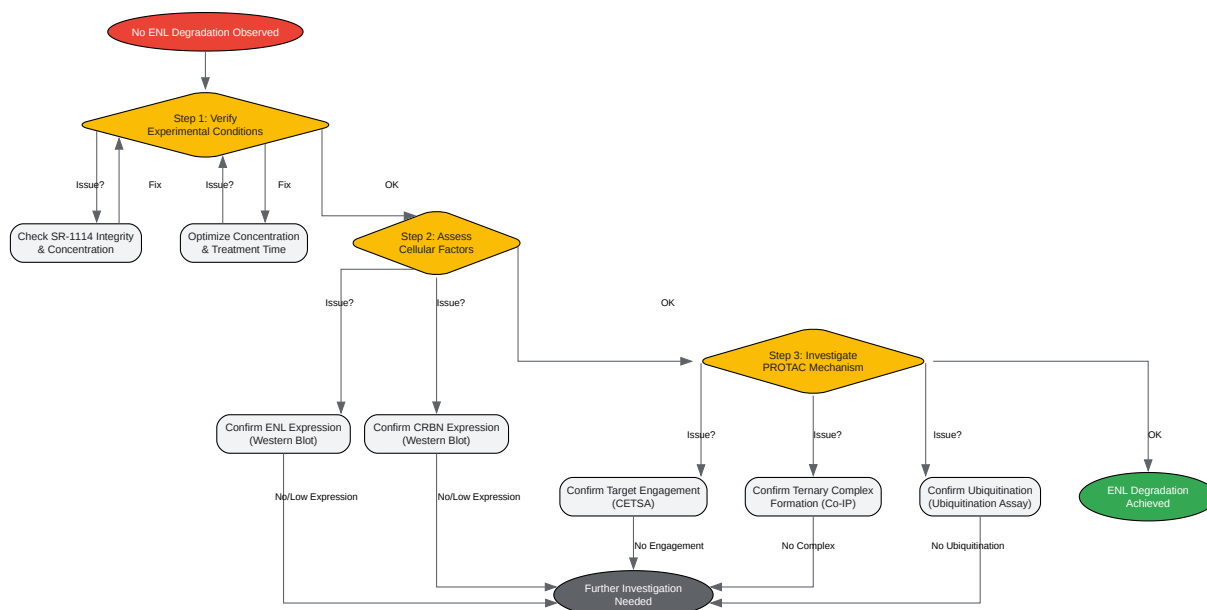 No ENL Degradation Observed
Step 1: Verify
Experimental Conditions
Issue?
Fix
Issue?
Fix
OK
Check SR-1114 Integrity
& Concentration
Optimize Concentration
& Treatment Time
Step 2: Assess
Cellular Factors
Issue?
Issue?
OK
Step 3: Investigate
PROTAC Mechanism
Confirm ENL Expression
(Western Blot)
Confirm CRBN Expression
(Western Blot)
Issue?
Issue?
Issue?
OK
No/Low Expression
No/Low Expression
Confirm Target Engagement
(CETSA)
Confirm Ternary Complex
Formation (Co-IP)
Confirm Ubiquitination
(Ubiquitination Assay)
ENL Degradation
Achieved
No Engagement
No Complex
No Ubiquitination
Further Investigation
Needed